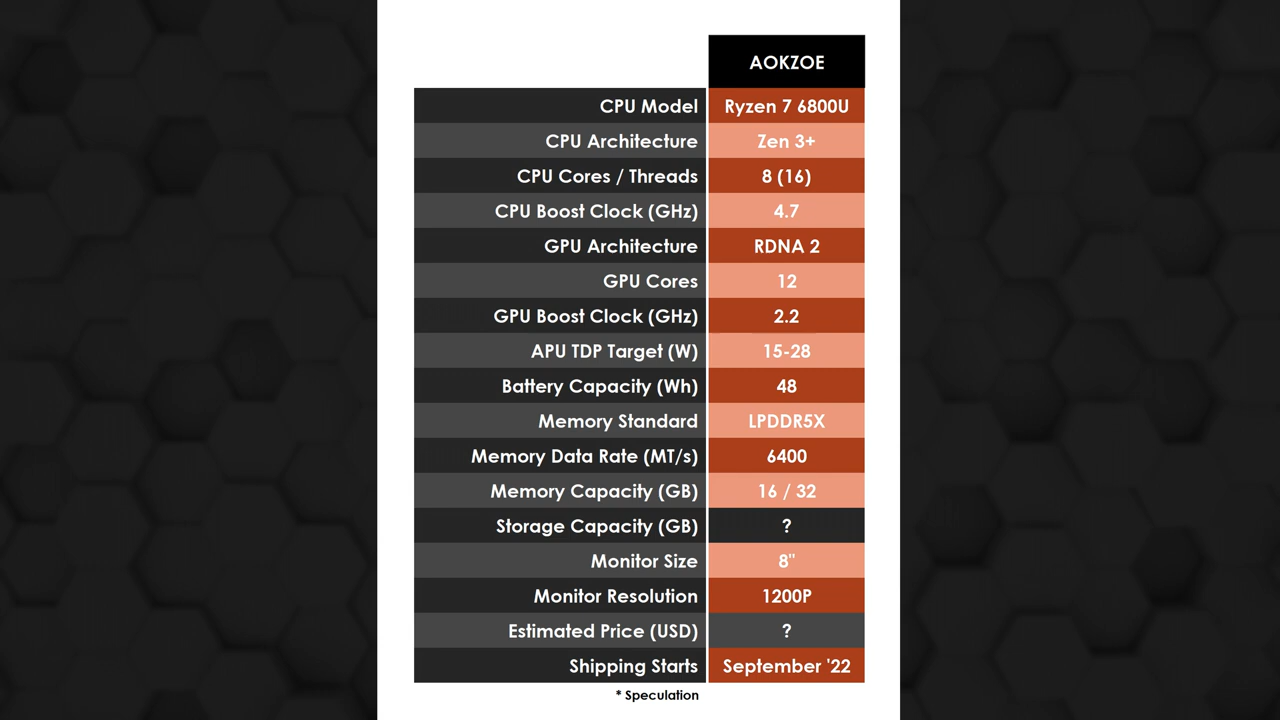 AOKZOE
CPU Model Ryzen 7 6800U
CPU Architecture Zen 3+
CPU Cores / Threads 8 (16)
CPU Boost Clock (GHz) 4.7
GPU Architecture RDNA 2
GPU Cores 12
GPU Boost Clock (GHz) 2.2
APU TDP Target (W) 15-28
Battery Capacity (Wh) 48
Memory Standard LPDDR5X
Memory Data Rate (MT/s) 6400
Memory Capacity (GB) 16 / 32
Storage Capacity (GB) ?
Monitor Size 8"
Monitor Resolution 1200P
Estimated Price (USD) ?
Shipping Starts September '22
* Speculation